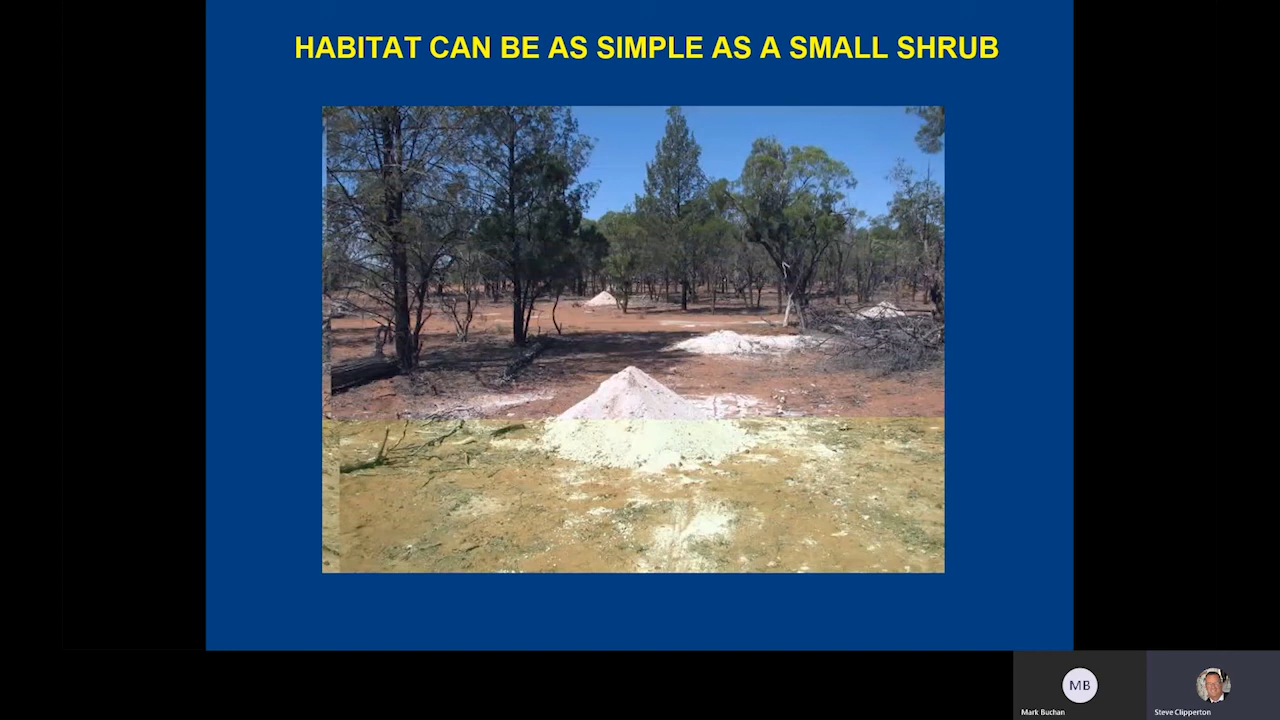 HABITAT CAN BE AS SIMPLE AS A SMALL SHRUB
MB
Mark Buchan
Steve Clipperton